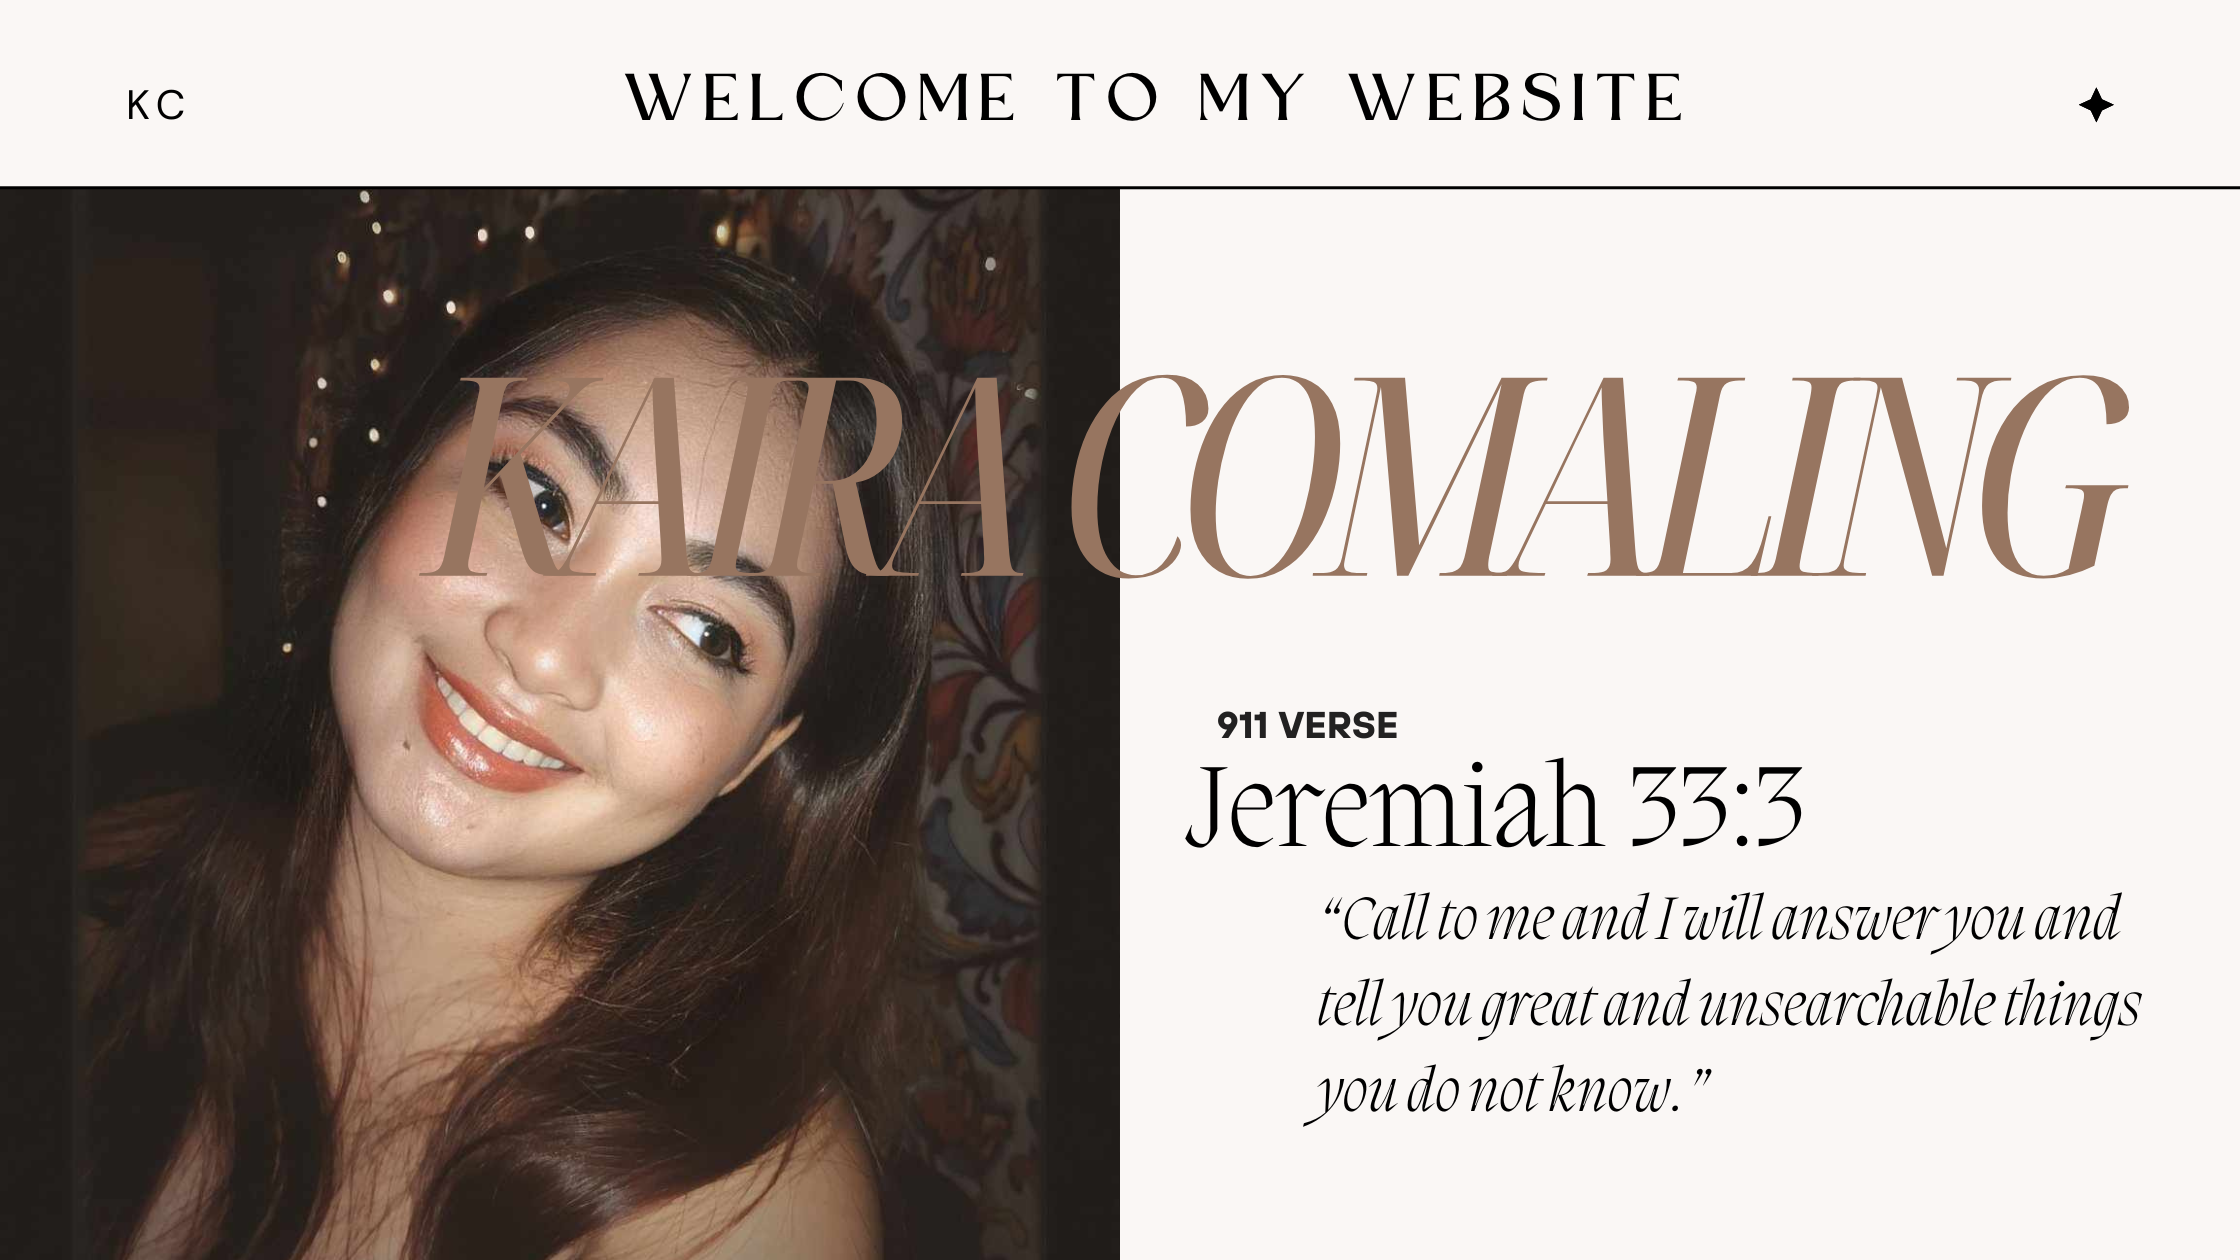 KC
WELCOME TO MY WEBSITE
KAIRA COMALING
911 VERSE
Jeremiah 33:3
“Call to me and I will answer you and
tell you great and unsearchable things
you do not know.”